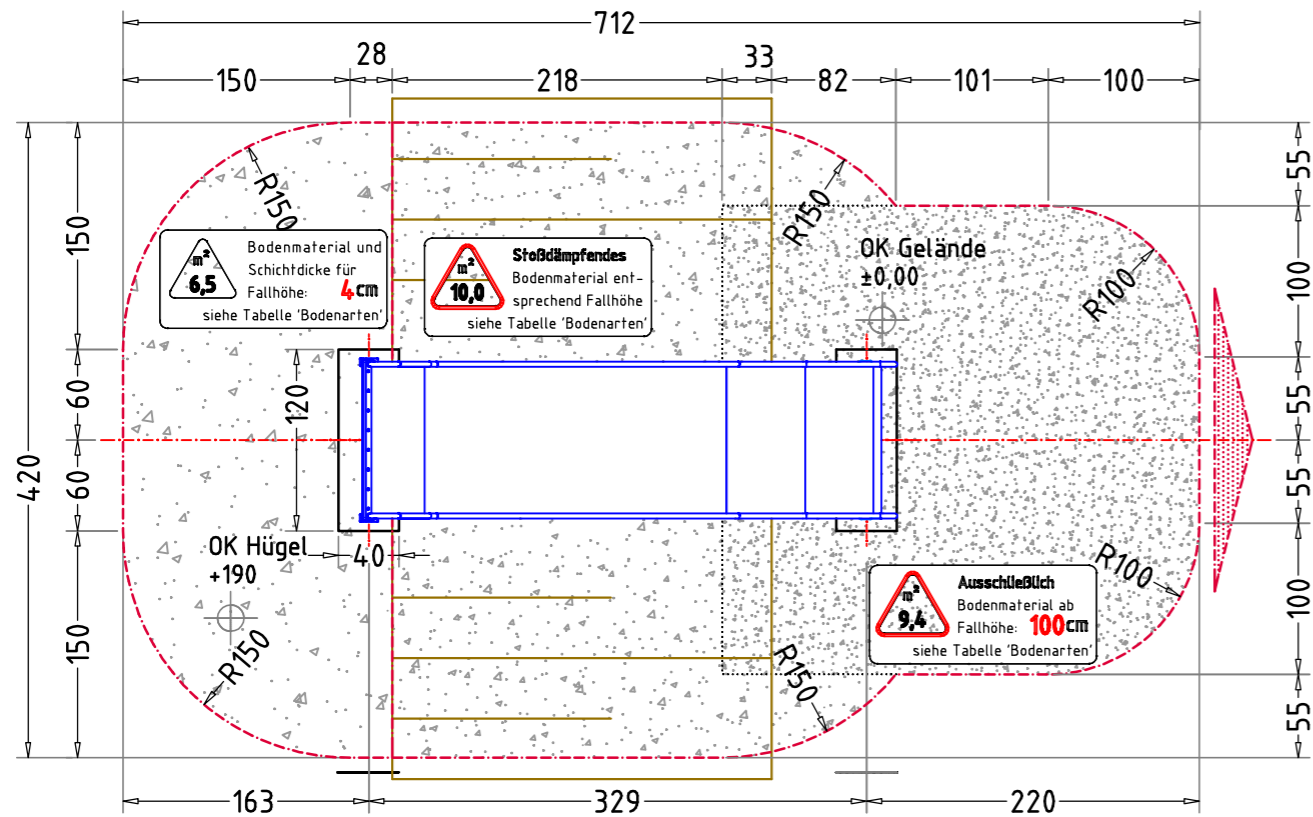 712
28
33
150
218
82
101
100
150
60
60
150
420
R150
m²
6,5
Bodenmaterial und
Schichtdicke für
Fallhöhe: 4cm
siehe Tabelle 'Bodenarten'
m²
10,0
Stoßdämpfendes
Bodenmaterial ent-
sprechend Fallhöhe
siehe Tabelle 'Bodenarten'
R150
OK Gelände
±0,00
R100
55
100
55
55
100
55
120
40
OK Hügel
+190
R150
R150
R100
m²
9,4
Ausschließlich
Bodenmaterial ab
Fallhöhe: 100cm
siehe Tabelle 'Bodenarten'
163
329
220